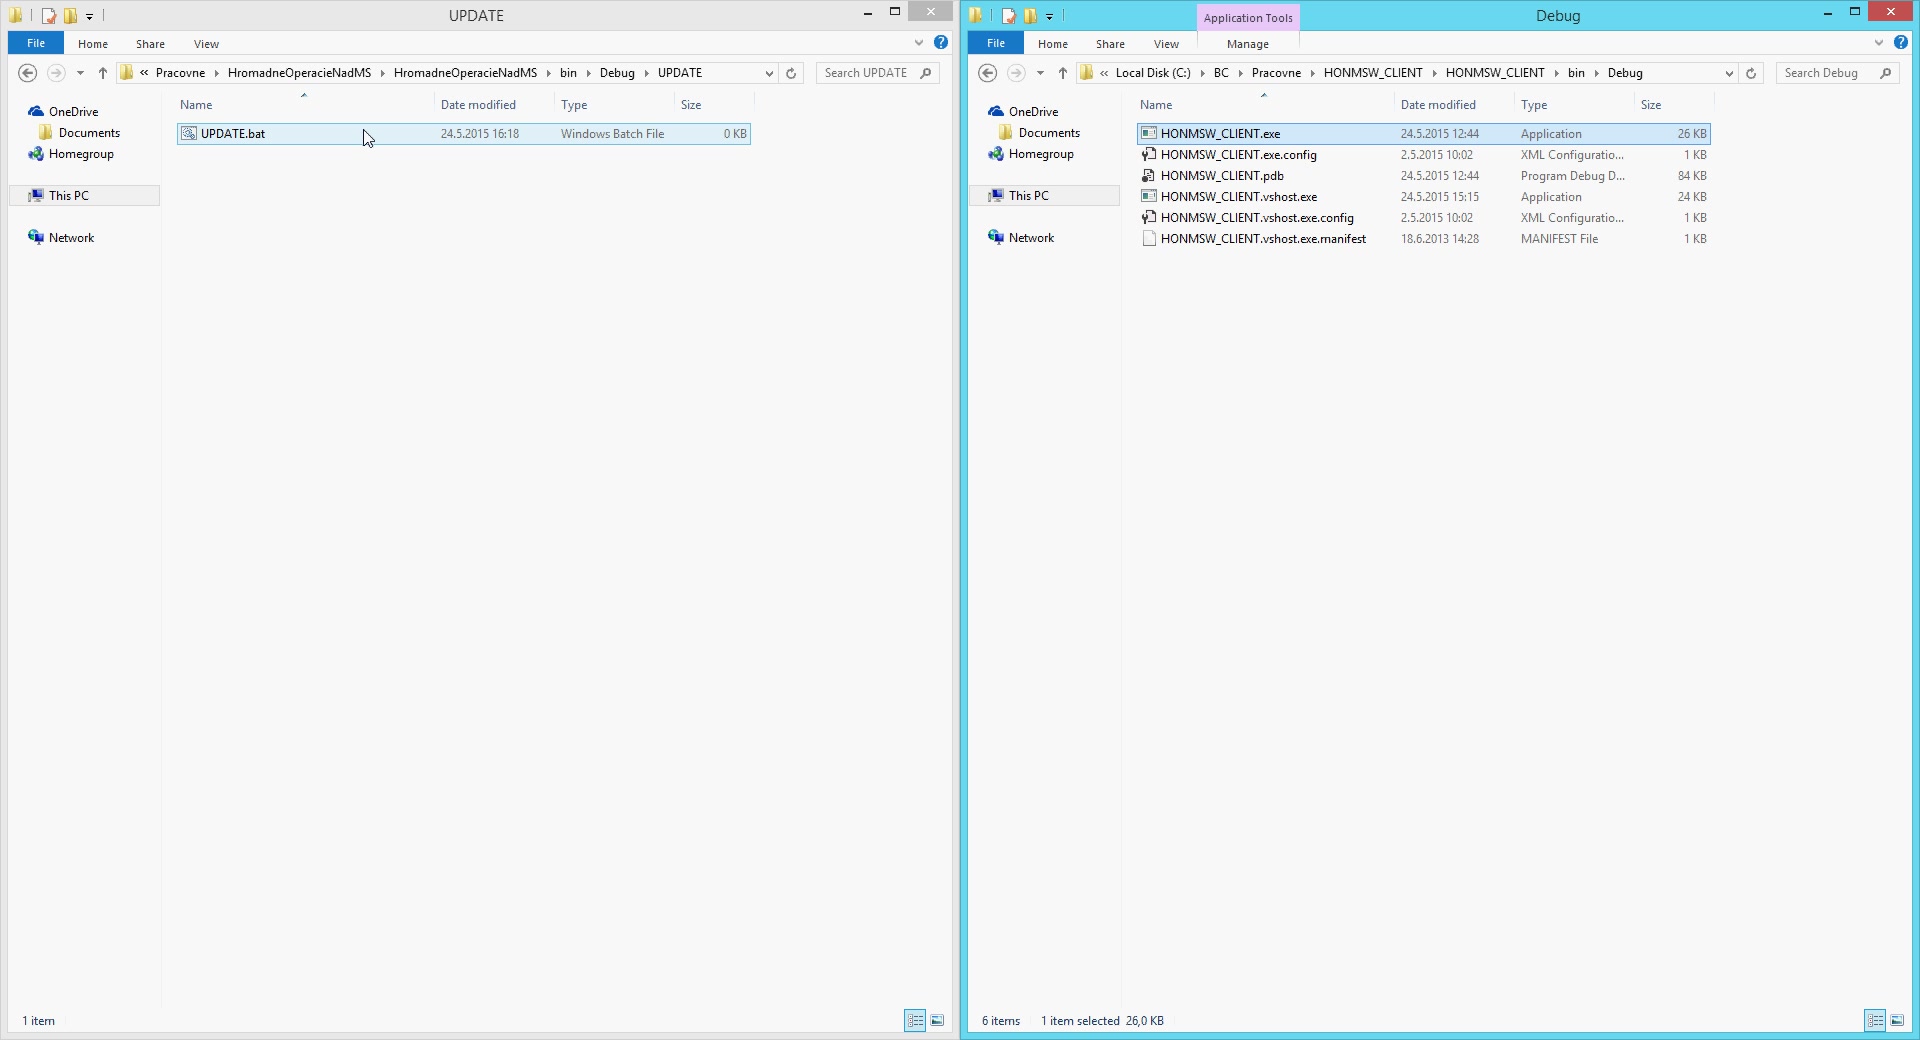 UPDATE
File Home Share View
« Pracovne HromadneOperacieNadMS HromadneOperacieNadMS bin Debug UPDATE
Search UPDATE
OneDrive
Documents
Homegroup
This PC
Network
Name Date modified Type Size
UPDATE.bat 24.5.2015 16:18 Windows Batch File 0 KB
1 item
Application Tools
Debug
File Home Share View Manage
« Local Disk (C:) BC Pracovne HONMSW_CLIENT HONMSW_CLIENT bin Debug
Search Debug
OneDrive
Documents
Homegroup
This PC
Network
Name Date modified Type Size
HONMSW_CLIENT.exe 24.5.2015 12:44 Application 26 KB
HONMSW_CLIENT.exe.config 2.5.2015 10:02 XML Configuratio... 1 KB
HONMSW_CLIENT.pdb 24.5.2015 12:44 Program Debug D... 84 KB
HONMSW_CLIENT.vshost.exe 24.5.2015 15:15 Application 24 KB
HONMSW_CLIENT.vshost.exe.config 2.5.2015 10:02 XML Configuratio... 1 KB
HONMSW_CLIENT.vshost.exe.manifest 18.6.2013 14:28 MANIFEST File 1 KB
6 items 1 item selected 26,0 KB